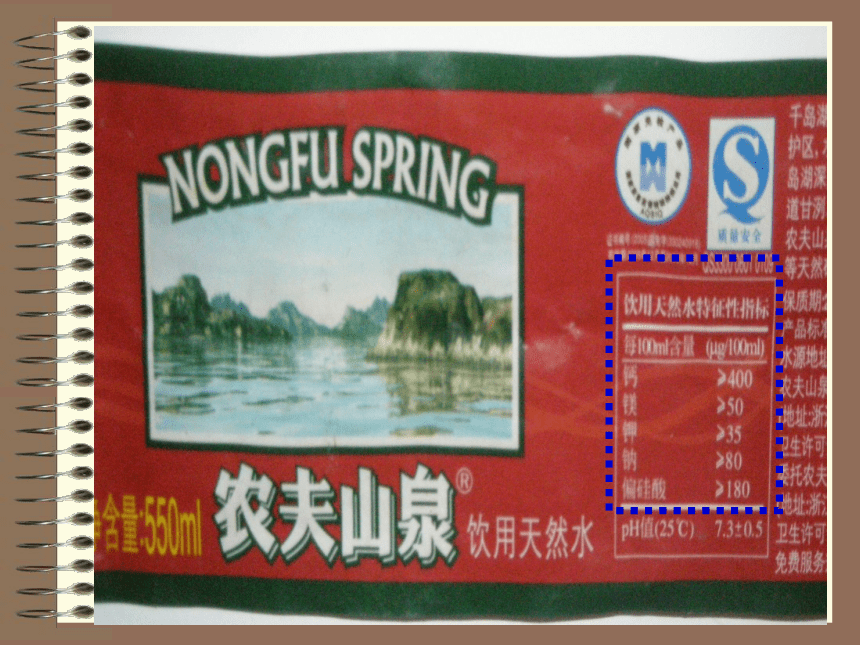 NONGFU SPRING
农夫山泉®
饮用天然水
净含量:550ml
质量安全
饮用天然水特征性指标
每100ml含量 (μg/100ml)
钙 ≥400
镁 ≥50
钾 ≥35
钠 ≥80
偏硅酸 ≥180
pH值(25℃) 7.3±0.5
千岛湖
护区,
岛湖深
道甘冽
农夫山泉
等天然
保质期
产品标准
水源地址
农夫山泉
地址:浙江
卫生许可
委托农夫
地址:浙江
卫生许可
免费服务